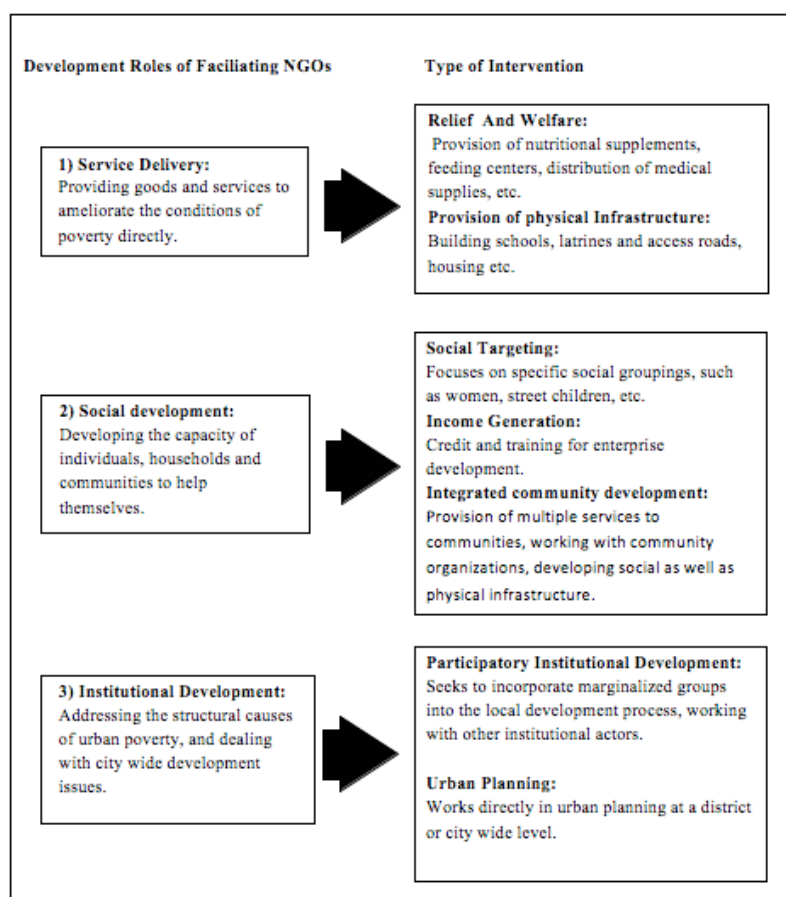 Development Roles of Faciliating NGOs
Type of Intervention
1) Service Delivery:
Providing goods and services to
ameliorate the conditions of
poverty directly.
Relief And Welfare:
Provision of nutritional supplements,
feeding centers, distribution of medical
supplies, etc.
Provision of physical Infrastructure:
Building schools, latrines and access roads,
housing etc.
2) Social development:
Developing the capacity of
individuals, households and
communities to help
themselves.
Social Targeting:
Focuses on specific social groupings, such
as women, street children, etc.
Income Generation:
Credit and training for enterprise
development.
Integrated community development:
Provision of multiple services to
communities, working with community
organizations, developing social as well as
physical infrastructure.
3) Institutional Development:
Addressing the structural causes
of urban poverty, and dealing
with city wide development
issues.
Participatory Institutional Development:
Seeks to incorporate marginalized groups
into the local development process, working
with other institutional actors.
Urban Planning:
Works directly in urban planning at a district
or city wide level.